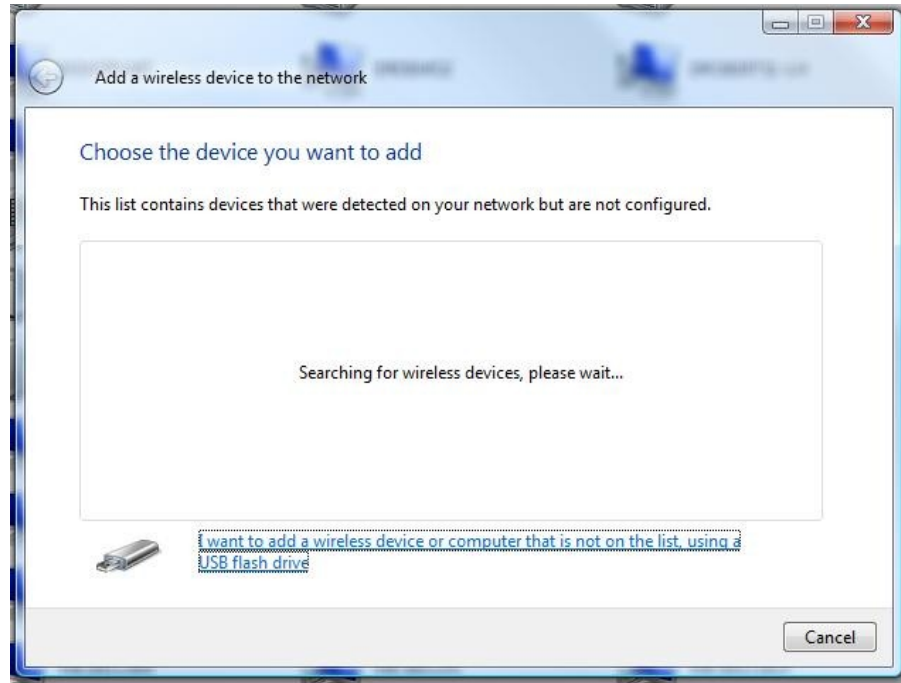 Add a wireless device to the network
Choose the device you want to add
This list contains devices that were detected on your network but are not configured.
Searching for wireless devices, please wait...
I want to add a wireless device or computer that is not on the list, using a
USB flash drive
Cancel